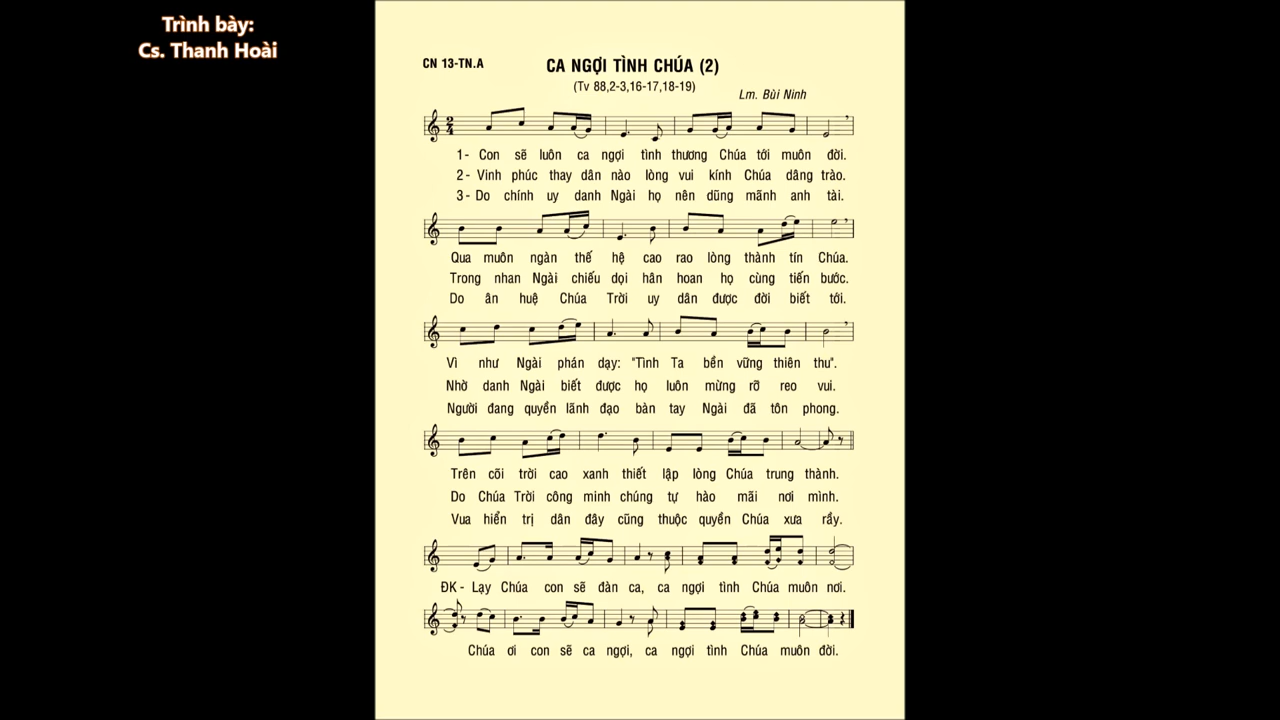 Trình bày:
Cs. Thanh Hoài
CN 13-TN.A
CA NGỢI TÌNH CHÚA (2)
(Tv 88,2-3,16-17,18-19)
Lm. Bùi Ninh
1- Con sẽ luôn ca ngợi tình thương Chúa tới muôn đời.
2- Vinh phúc thay dân nào lòng vui kính Chúa dâng trào.
3- Do chính uy danh Ngài họ nên dũng mãnh anh tài.
Qua muôn ngàn thế hệ cao rao lòng thành tín Chúa.
Trong nhan Ngài chiếu dọi hân hoan họ cùng tiến bước.
Do ân huệ Chúa Trời uy dân được đời biết tới.
Vì như Ngài phán dạy: "Tình Ta bền vững thiên thu".
Nhờ danh Ngài biết được họ luôn mừng rỡ reo vui.
Người đang quyền lãnh đạo bàn tay Ngài đã tôn phong.
Trên cõi trời cao xanh thiết lập lòng Chúa trung thành.
Do Chúa Trời công minh chúng tự hào mãi nơi mình.
Vua hiển trị dân đây cũng thuộc quyền Chúa xưa rầy.
ĐK - Lạy Chúa con sẽ đàn ca, ca ngợi tình Chúa muôn nơi.
Chúa ơi con sẽ ca ngợi, ca ngợi tình Chúa muôn đời.